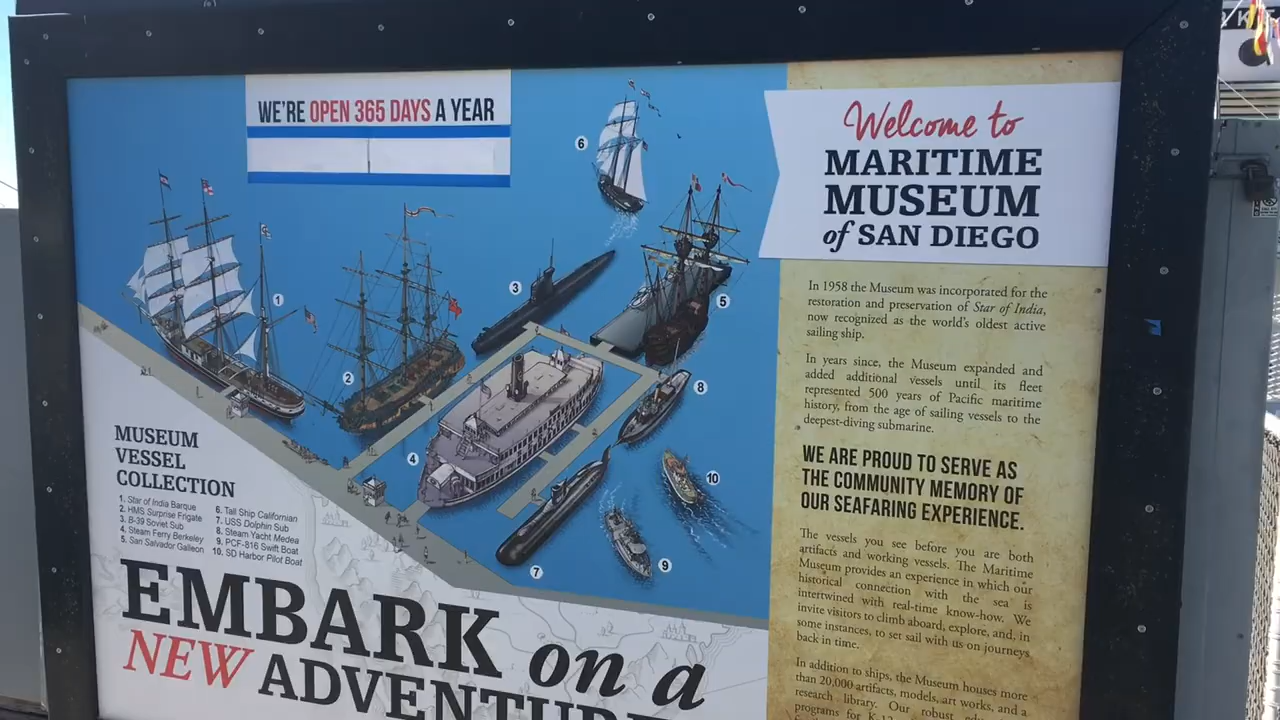 WE'RE OPEN 365 DAYS A YEAR
Welcome to
MARITIME
MUSEUM
of SAN DIEGO
In 1958 the Museum was incorporated for the
restoration and preservation of Star of India,
now recognized as the world's oldest active
sailing ship.
In years since, the Museum expanded and
added additional vessels until its fleet
represented 500 years of Pacific maritime
history, from the age of sailing vessels to the
deepest-diving submarine.
WE ARE PROUD TO SERVE AS
THE COMMUNITY MEMORY OF
OUR SEAFARING EXPERIENCE.
The vessels you see before you are both
artifacts and working vessels. The Maritime
Museum provides an experience in which our
historical connection with the sea is
intertwined with real-time know-how. We
invite visitors to climb aboard, explore, and, in
some instances, to set sail with us on journeys
back in time.
In addition to ships, the Museum houses more
than 20,000 artifacts, models, art works, and a
research library. Our robust
programs for
1
2
3
4
5
6
7
8
9
10
MUSEUM
VESSEL
COLLECTION
1. Star of India Barque
2. HMS Surprise Frigate
3. B-39 Soviet Sub
4. Steam Ferry Berkeley
5. San Salvador Galleon
6. Tall Ship Californian
7. USS Dolphin Sub
8. Steam Yacht Medea
9. PCF-816 Swift Boat
10. SD Harbor Pilot Boat
EMBARK on a
NEW ADVENTURE